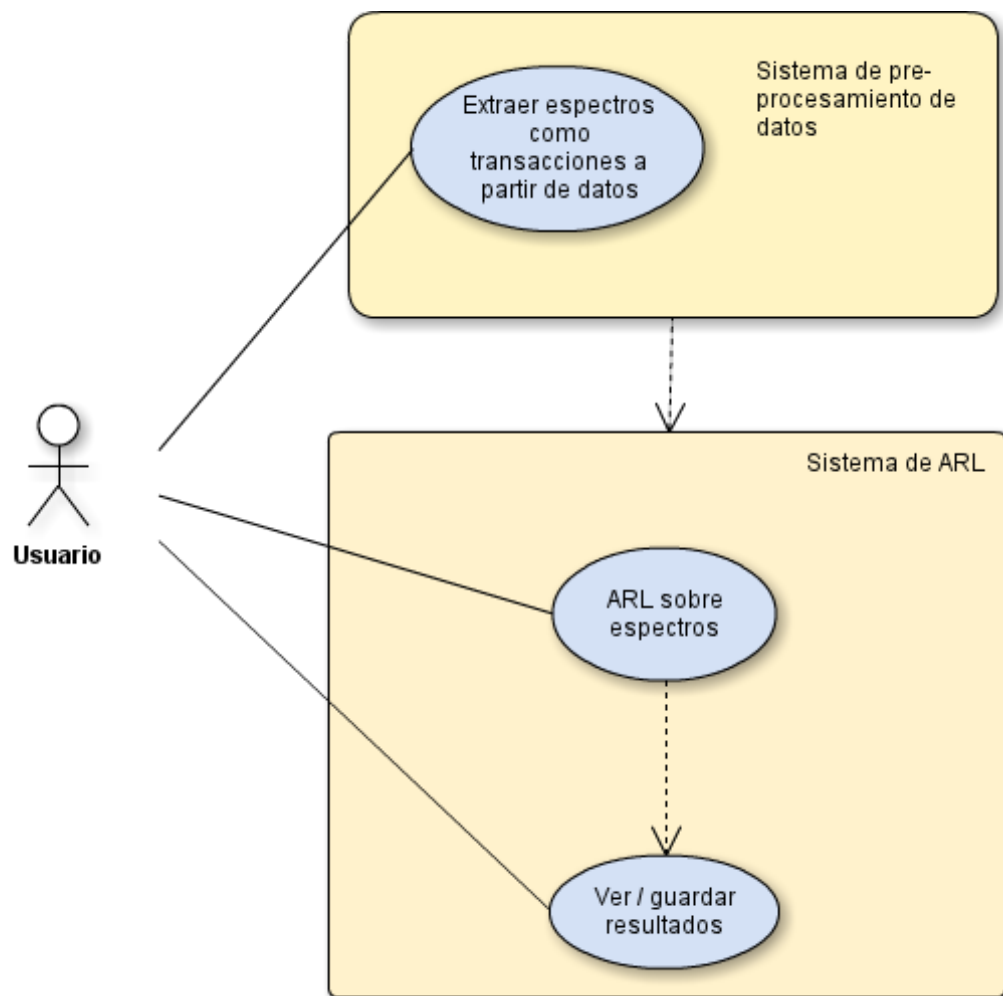 Extraer espectros
como
transacciones a
partir de datos
Sistema de pre-
procesamiento de
datos
Usuario
Sistema de ARL
ARL sobre
espectros
Ver / guardar
resultados